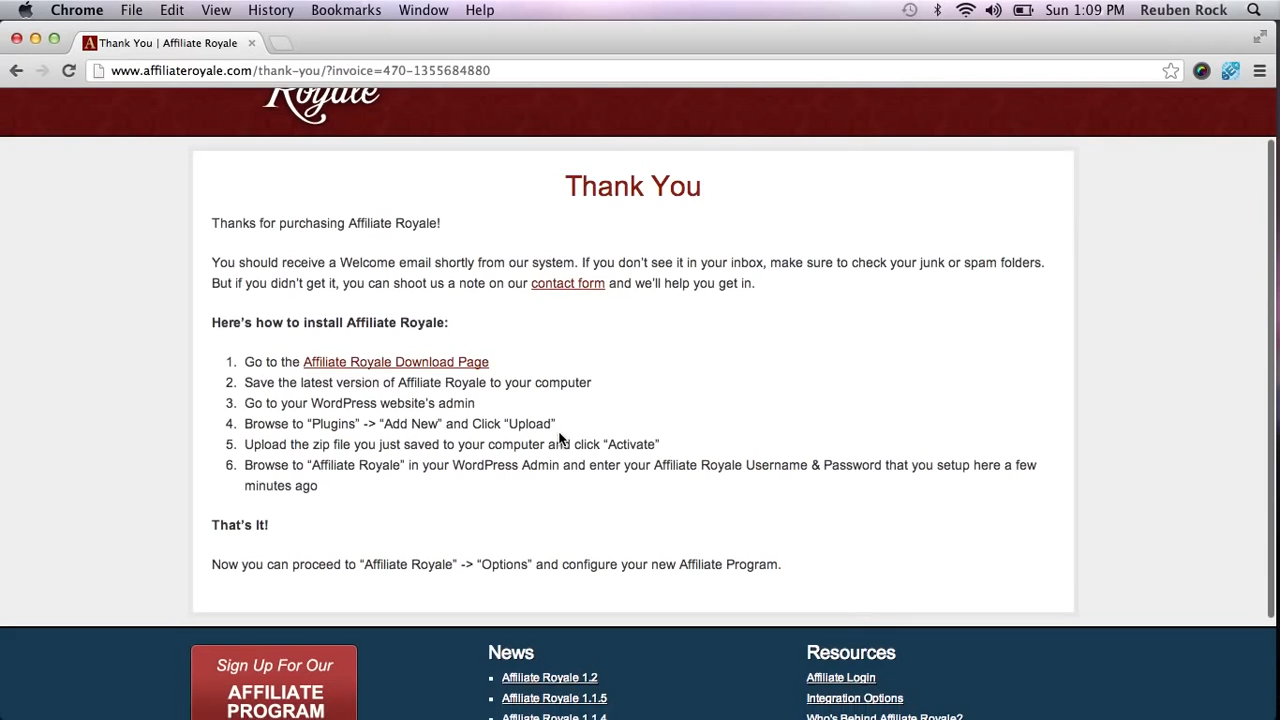 Chrome File Edit View History Bookmarks Window Help Sun 1:09 PM Reuben Rock
Thank You | Affiliate Royale
www.affiliateroyale.com/thank-you/?invoice=470-1355684880
Royale
Thank You
Thanks for purchasing Affiliate Royale!
You should receive a Welcome email shortly from our system. If you don't see it in your inbox, make sure to check your junk or spam folders.
But if you didn't get it, you can shoot us a note on our contact form and we'll help you get in.
Here's how to install Affiliate Royale:
1. Go to the Affiliate Royale Download Page
2. Save the latest version of Affiliate Royale to your computer
3. Go to your WordPress website's admin
4. Browse to “Plugins” -> “Add New” and Click “Upload”
5. Upload the zip file you just saved to your computer and click “Activate”
6. Browse to “Affiliate Royale” in your WordPress Admin and enter your Affiliate Royale Username & Password that you setup here a few
minutes ago
That's It!
Now you can proceed to “Affiliate Royale” -> “Options” and configure your new Affiliate Program.
Sign Up For Our
AFFILIATE
PROGRAM
News
Affiliate Royale 1.2
Affiliate Royale 1.1.5
Affiliate Royale 1.1.4
Resources
Affiliate Login
Integration Options
Who's Behind Affiliate Royale?